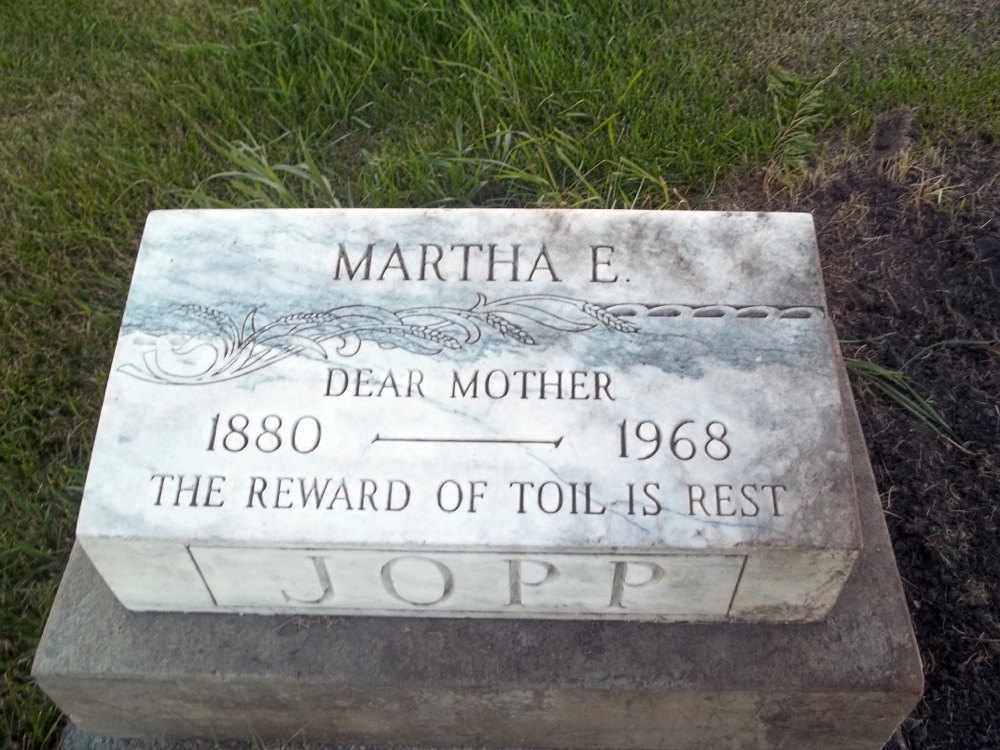 MARTHA E.
DEAR MOTHER
1880 — 1968
THE REWARD OF TOIL IS REST
JOPP